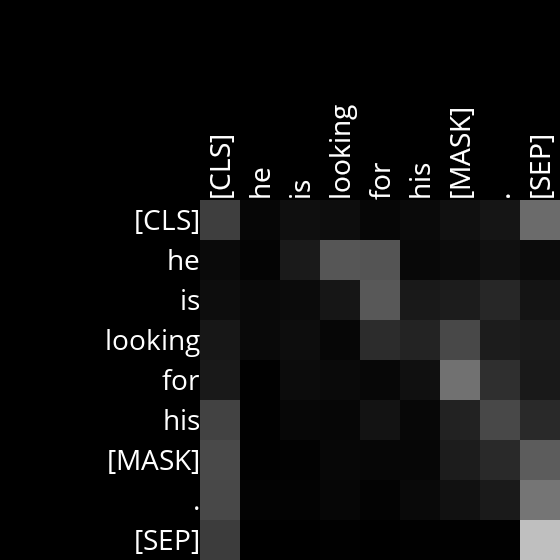 [CLS] he is looking for his [MASK] . [SEP]
[CLS]
he
is
looking
for
his
[MASK]
.
[SEP]